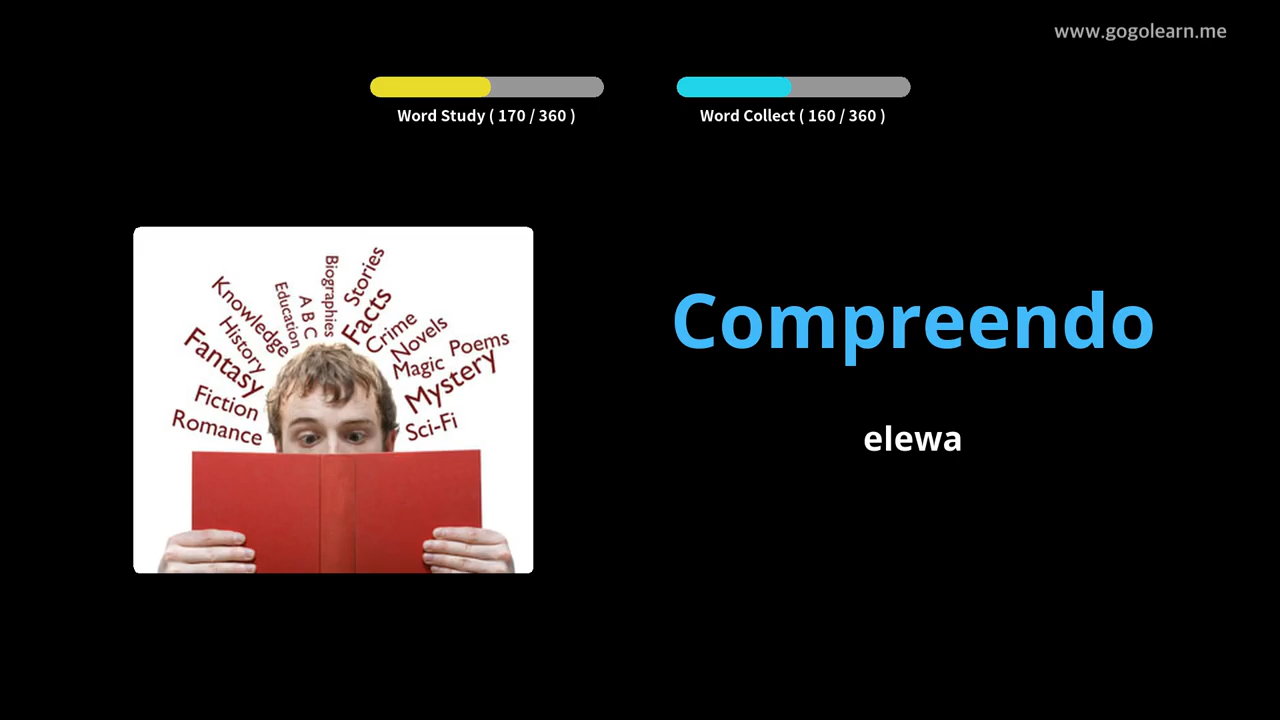 www.gogolearn.me
Word Study ( 170 / 360 )
Word Collect ( 160 / 360 )
Biographies
Stories
Education
A B C
Facts
Knowledge
Crime
Novels
History
Poems
Fantasy
Magic
Mystery
Fiction
Romance
Sci-Fi
Compreendo
elewa